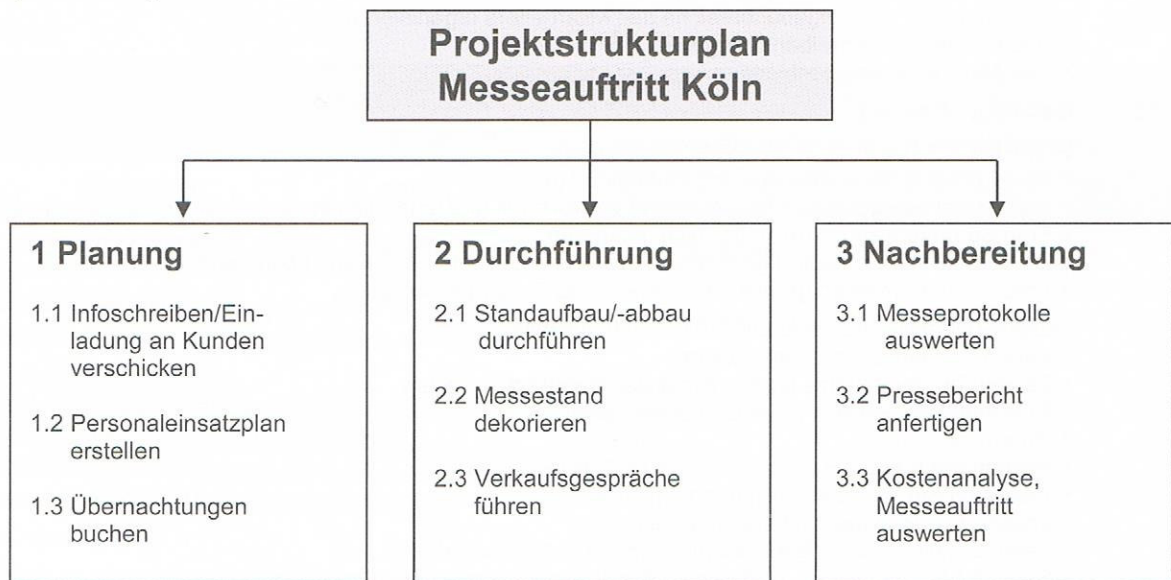 Projektstrukturplan
Messeauftritt Köln
1 Planung
1.1 Infoschreiben/Ein-
ladung an Kunden
verschicken
1.2 Personaleinsatzplan
erstellen
1.3 Übernachtungen
buchen
2 Durchführung
2.1 Standaufbau/-abbau
durchführen
2.2 Messestand
dekorieren
2.3 Verkaufsgespräche
führen
3 Nachbereitung
3.1 Messeprotokolle
auswerten
3.2 Pressebericht
anfertigen
3.3 Kostenanalyse,
Messeauftritt
auswerten